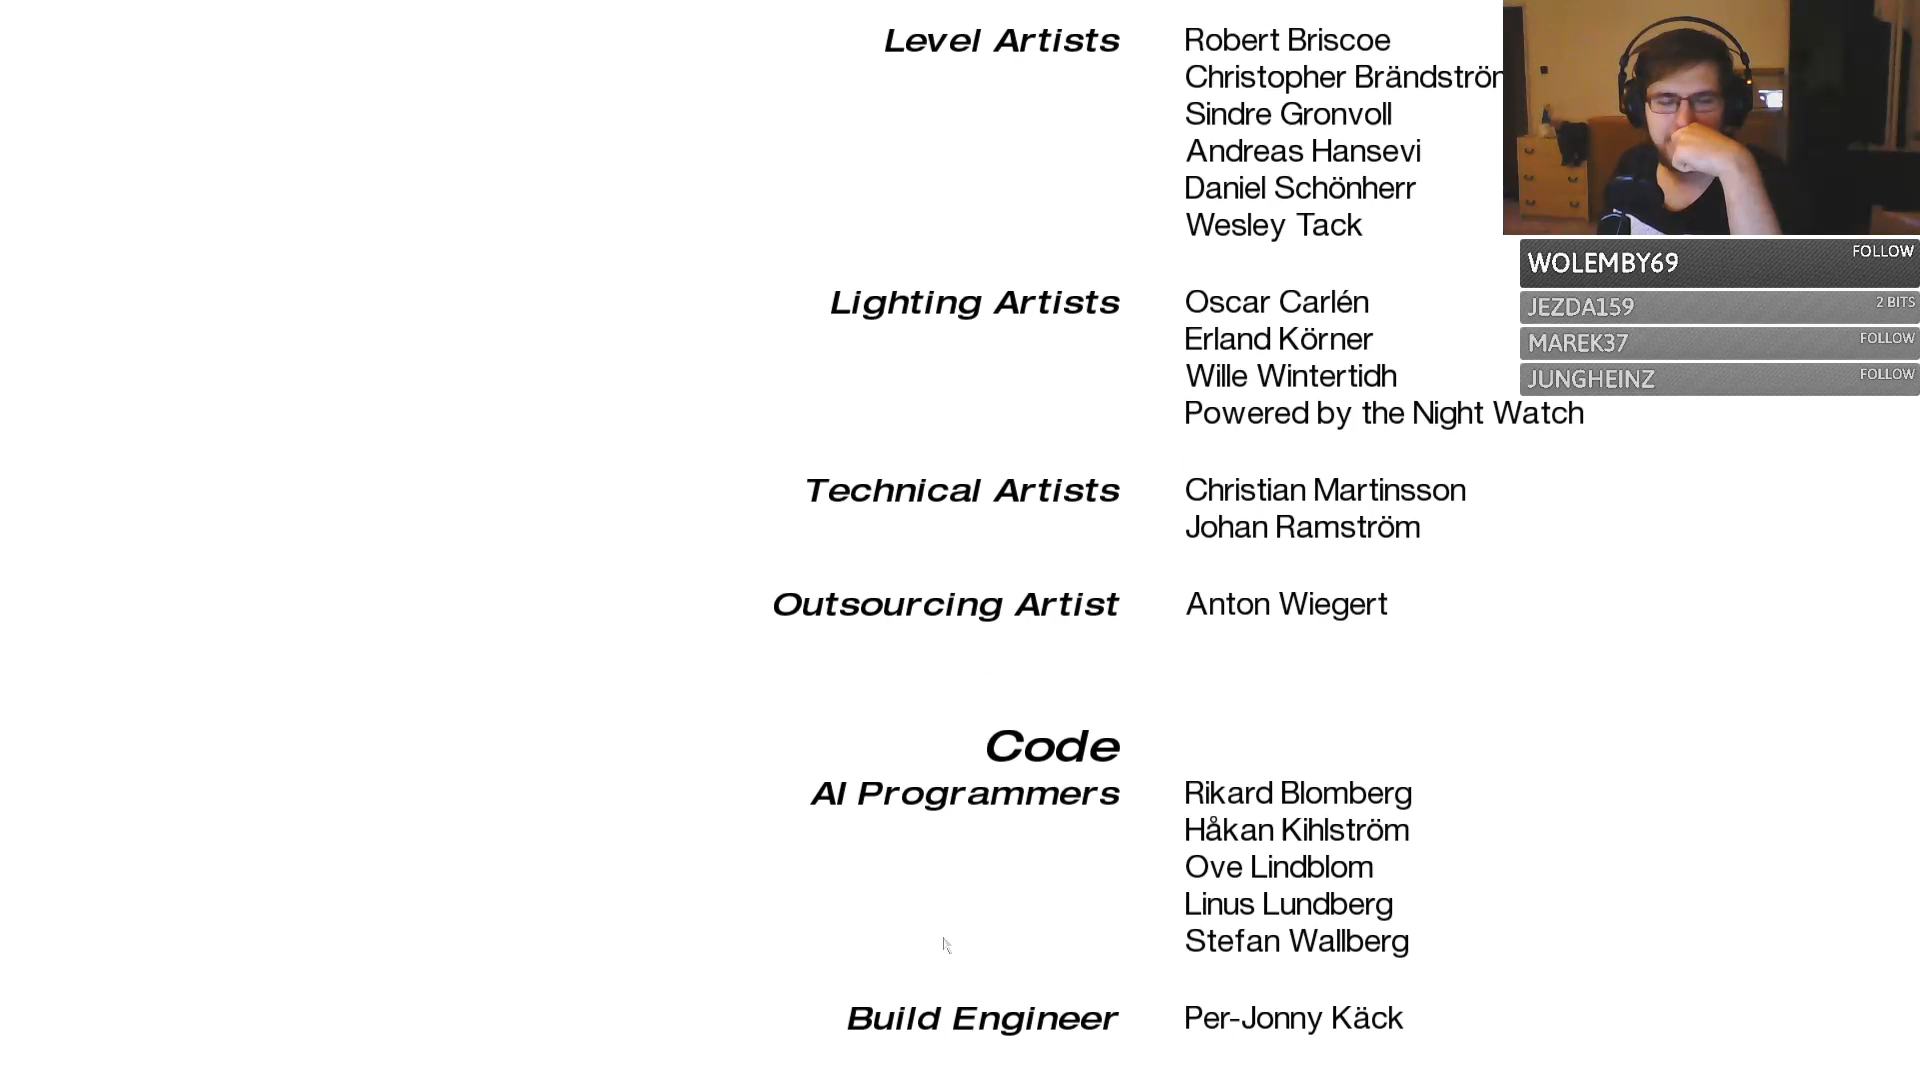 Level Artists Robert Briscoe
Christopher Brändström
Sindre Gronvoll
Andreas Hansevi
Daniel Schönherr
Wesley Tack
Lighting Artists Oscar Carlén
Erland Körner
Wille Wintertidh
Powered by the Night Watch
Technical Artists Christian Martinsson
Johan Ramström
Outsourcing Artist Anton Wiegert
Code
AI Programmers Rikard Blomberg
Håkan Kihlström
Ove Lindblom
Linus Lundberg
Stefan Wallberg
Build Engineer Per-Jonny Käck
WOLEMBY69 FOLLOW
JEZDA159 2 BITS
MAREK37 FOLLOW
JUNGHEINZ FOLLOW